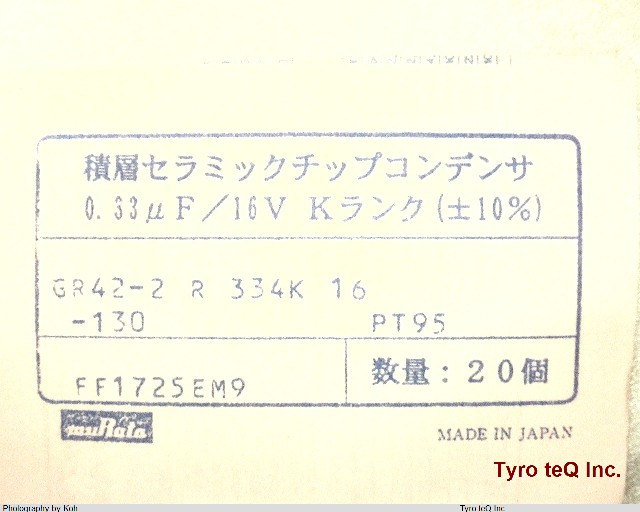 積層セラミックチップコンデンサ
0.33μF／16V Kランク(±10%)
GR42-2 R 334K 16
-130 PT95
FF1725EM9 数量：20個
muRata MADE IN JAPAN
Tyro teQ Inc.
Photography by Koh Tyro teQ Inc